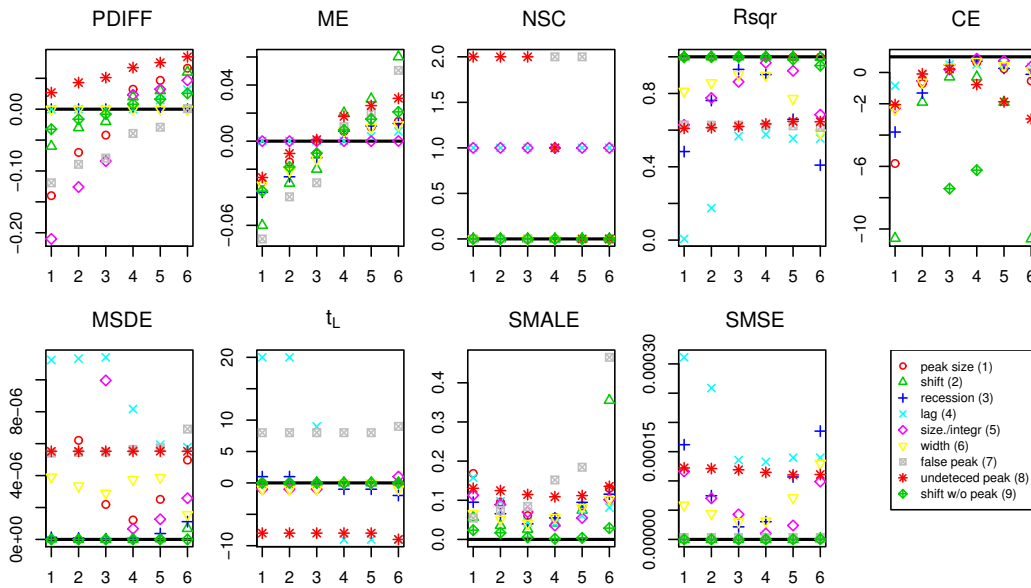 PDIFF
ME
NSC
Rsqr
CE
0.00
−0.10
−0.20
0.04
0.00
−0.06
2.0
1.5
1.0
0.5
0.0
0.8
0.4
0.0
0
−2
−6
−10
1 2 3 4 5 6
1 2 3 4 5 6
1 2 3 4 5 6
1 2 3 4 5 6
1 2 3 4 5 6
MSDE
tL
SMALE
SMSE
8e−06
4e−06
0e+00
20
10
5
0
−10
0.4
0.3
0.2
0.1
0.0
0.00030
0.00015
0.00000
1 2 3 4 5 6
1 2 3 4 5 6
1 2 3 4 5 6
1 2 3 4 5 6
peak size (1)
shift (2)
recession (3)
lag (4)
size./integr (5)
width (6)
false peak (7)
undeteced peak (8)
shift w/o peak (9)